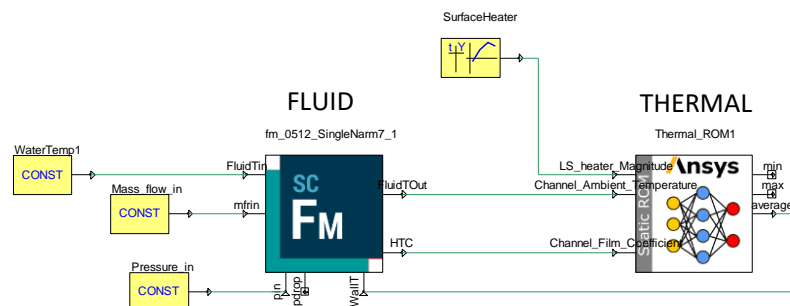 SurfaceHeater
t Y
FLUID
THERMAL
frn_0512_SingleNarm7_1
Thermal_ROM1
WaterTemp1
CONST
FluidTin
SC
FM
FluidTOut
LS_heater_Magnitude
Channel_Ambient_Temperature
Ansys
Static ROM
min
max
average
Mass_flow_in
CONST
mfrin
HTC
Channel_Film_Coefficient
Pressure_in
CONST
pin
pdrop
WallT